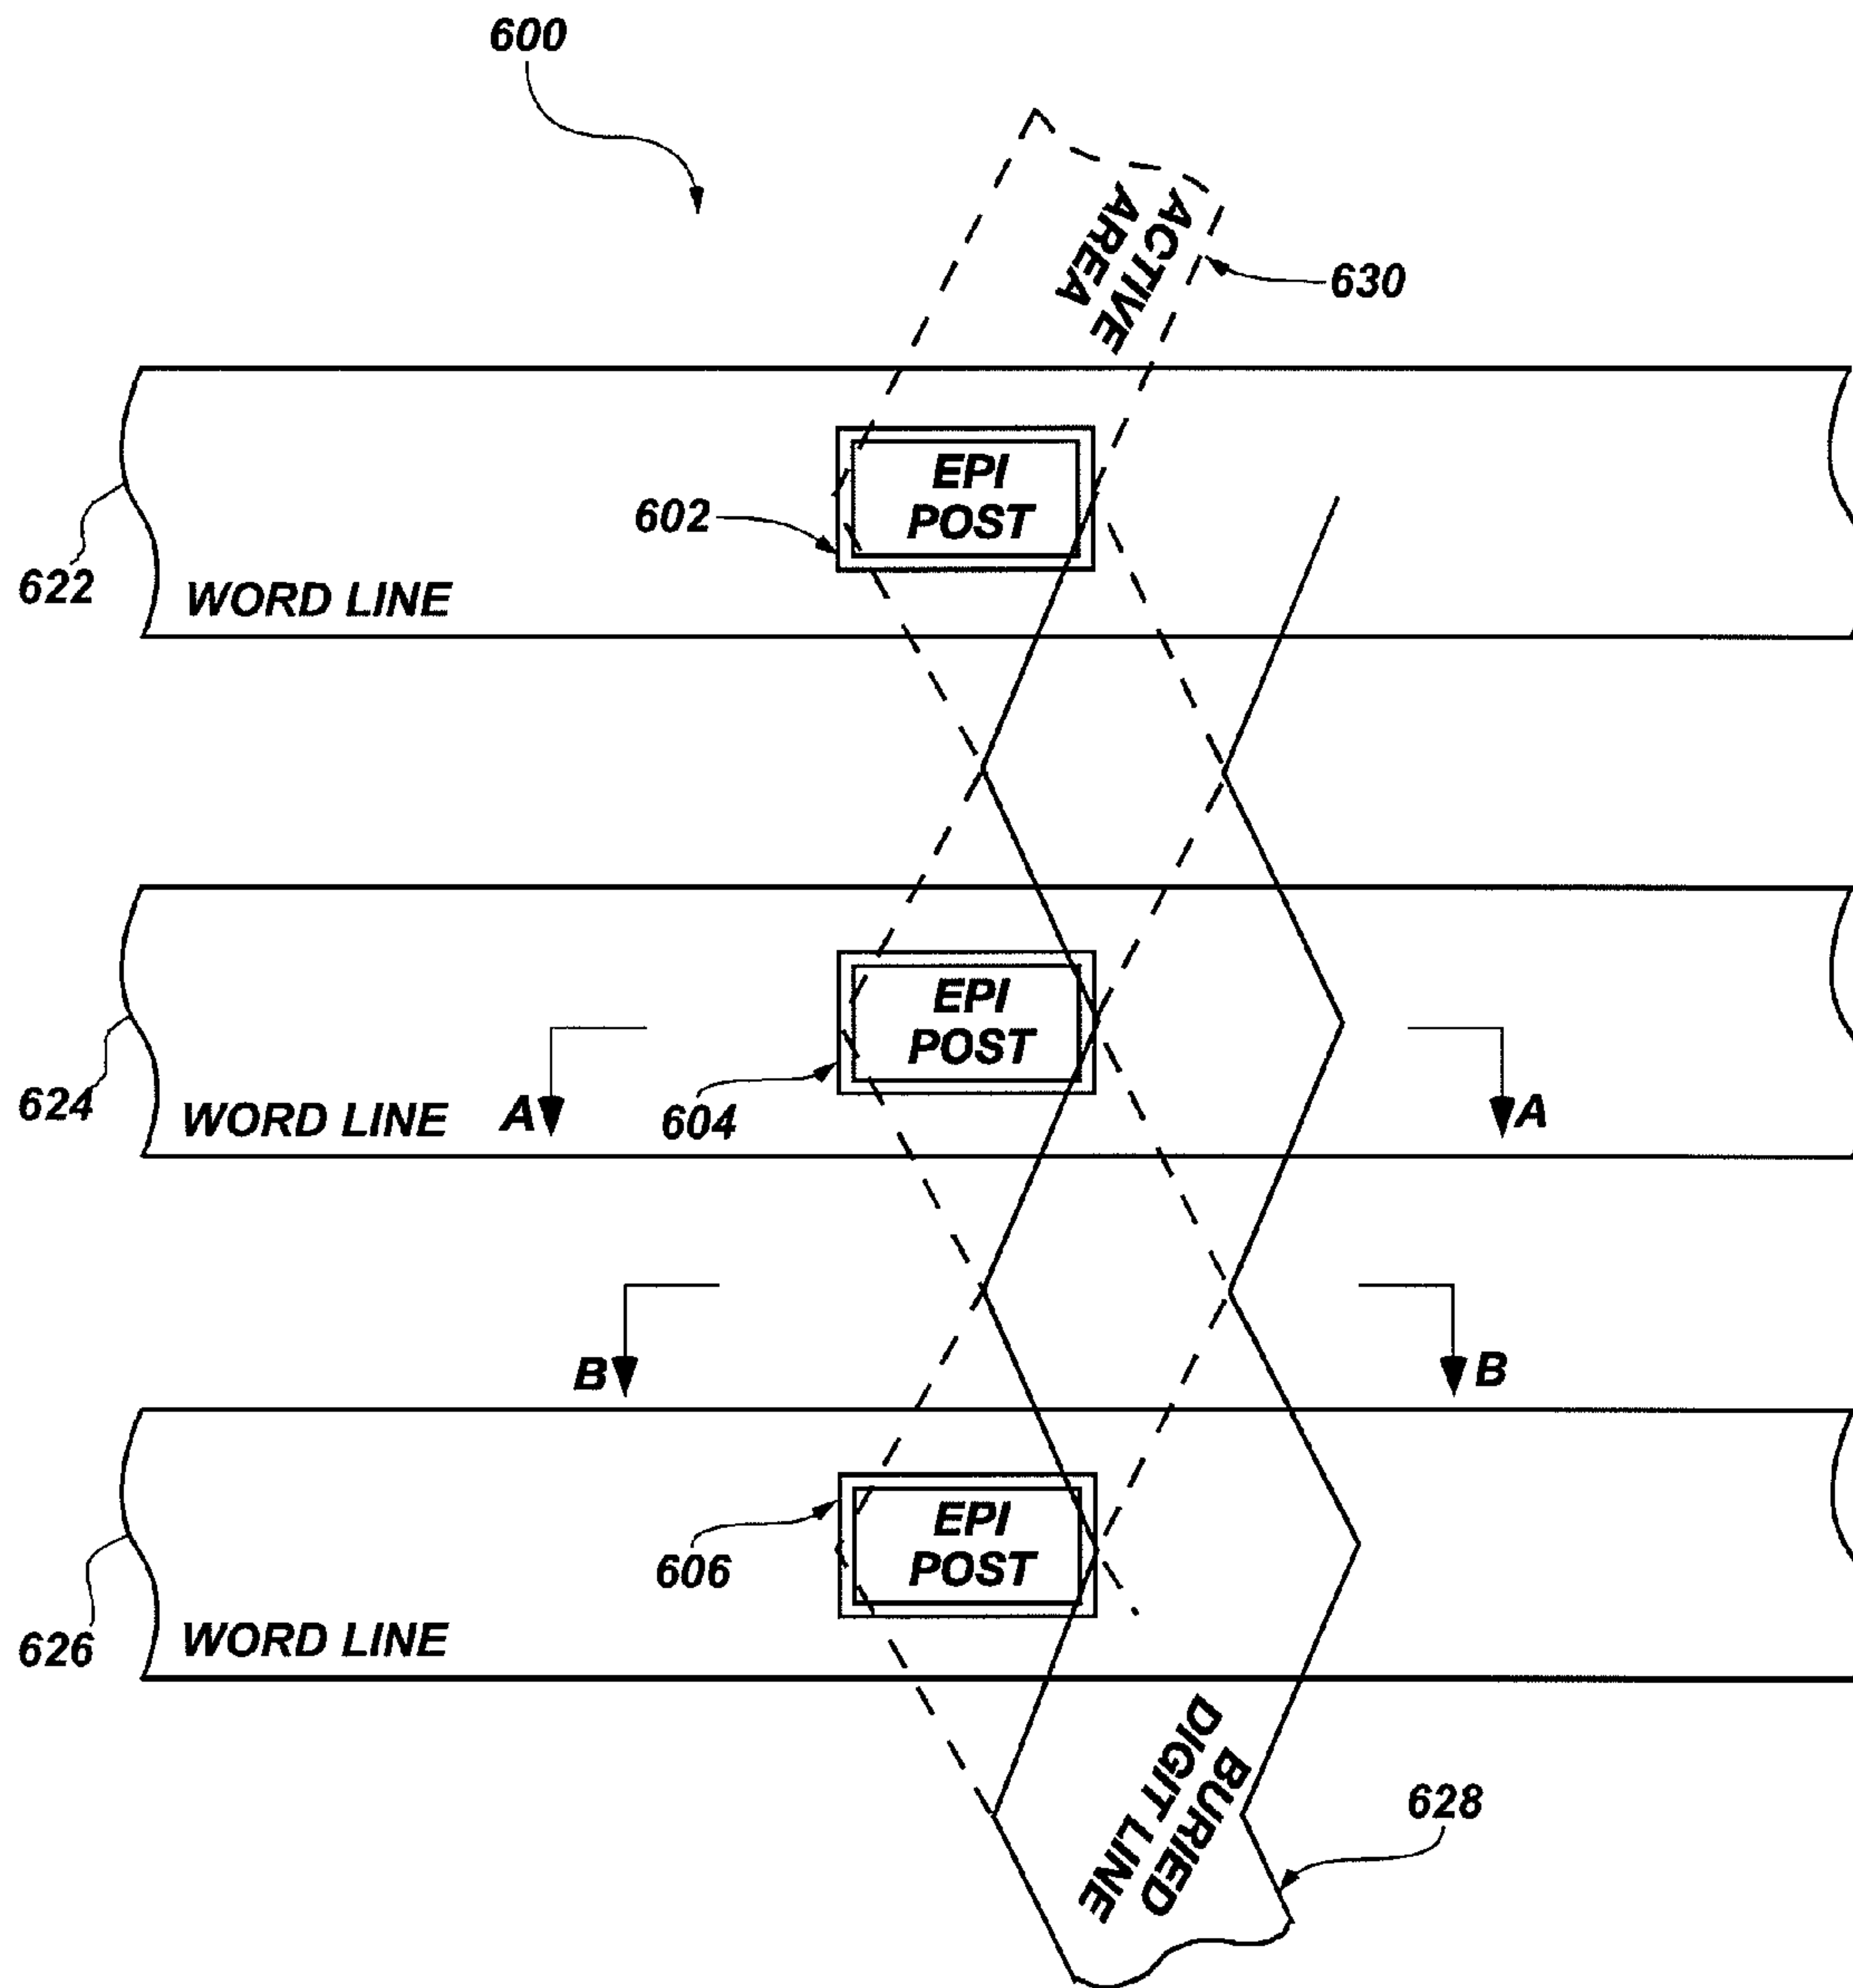 600
ACTIVE
AREA
630
EPI
POST
602
622
WORD LINE
EPI
POST
624
WORD LINE
A
604
A
B
B
EPI
POST
606
626
WORD LINE
BURIED
DIGIT LINE
628